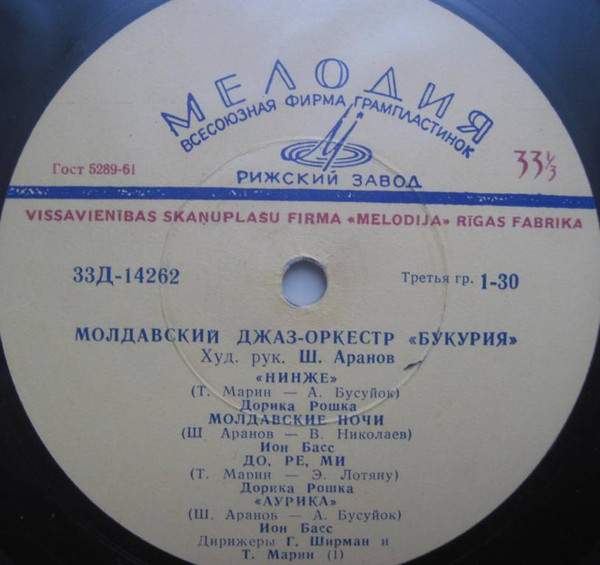 МЕЛОДИЯ
ВСЕСОЮЗНАЯ ФИРМА ГРАМПЛАСТИНОК
Гост 5289-61
33⅓
РИЖСКИЙ ЗАВОД
VISSAVIENĪBAS SKAŅUPLAŠU FIRMA «MELODIJA» RĪGAS FABRIKA
33Д-14262
Третья гр. 1-30
МОЛДАВСКИЙ ДЖАЗ-ОРКЕСТР «БУКУРИЯ»
Худ. рук. Ш. Аранов
«НИНЖЕ»
(Т. Марин — А. Бусуйок)
Дорика Рошка
МОЛДАВСКИЕ НОЧИ
(Ш Аранов — В. Николаев)
Ион Басс
ДО, РЕ, МИ
(Т. Марин — Э. Лотяну)
Дорика Рошка
«АУРИКА»
(Ш. Аранов — А. Бусуйок)
Ион Басс
Дирижеры Г. Ширман и
Т. Марин (1)